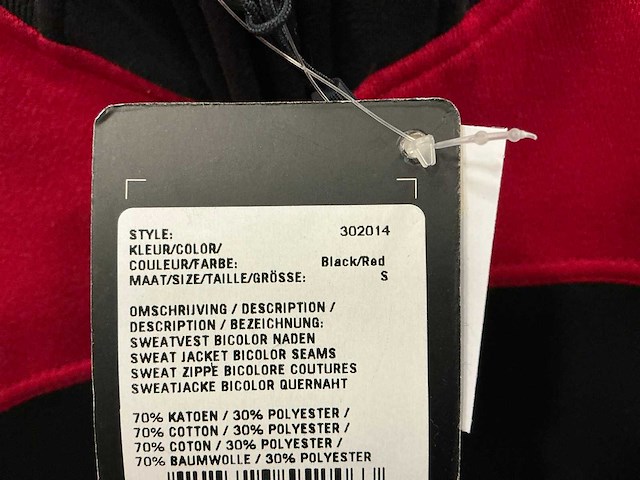 STYLE: 302014
KLEUR/COLOR/
COULEUR/FARBE: Black/Red
MAAT/SIZE/TAILLE/GRÖSSE: S
OMSCHRIJVING / DESCRIPTION /
DESCRIPTION / BEZEICHNUNG:
SWEATVEST BICOLOR NADEN
SWEAT JACKET BICOLOR SEAMS
SWEAT ZIPPÉ BICOLORE COUTURES
SWEATJACKE BICOLOR QUERNAHT
70% KATOEN / 30% POLYESTER /
70% COTTON / 30% POLYESTER /
70% COTON / 30% POLYESTER /
70% BAUMWOLLE / 30% POLYESTER